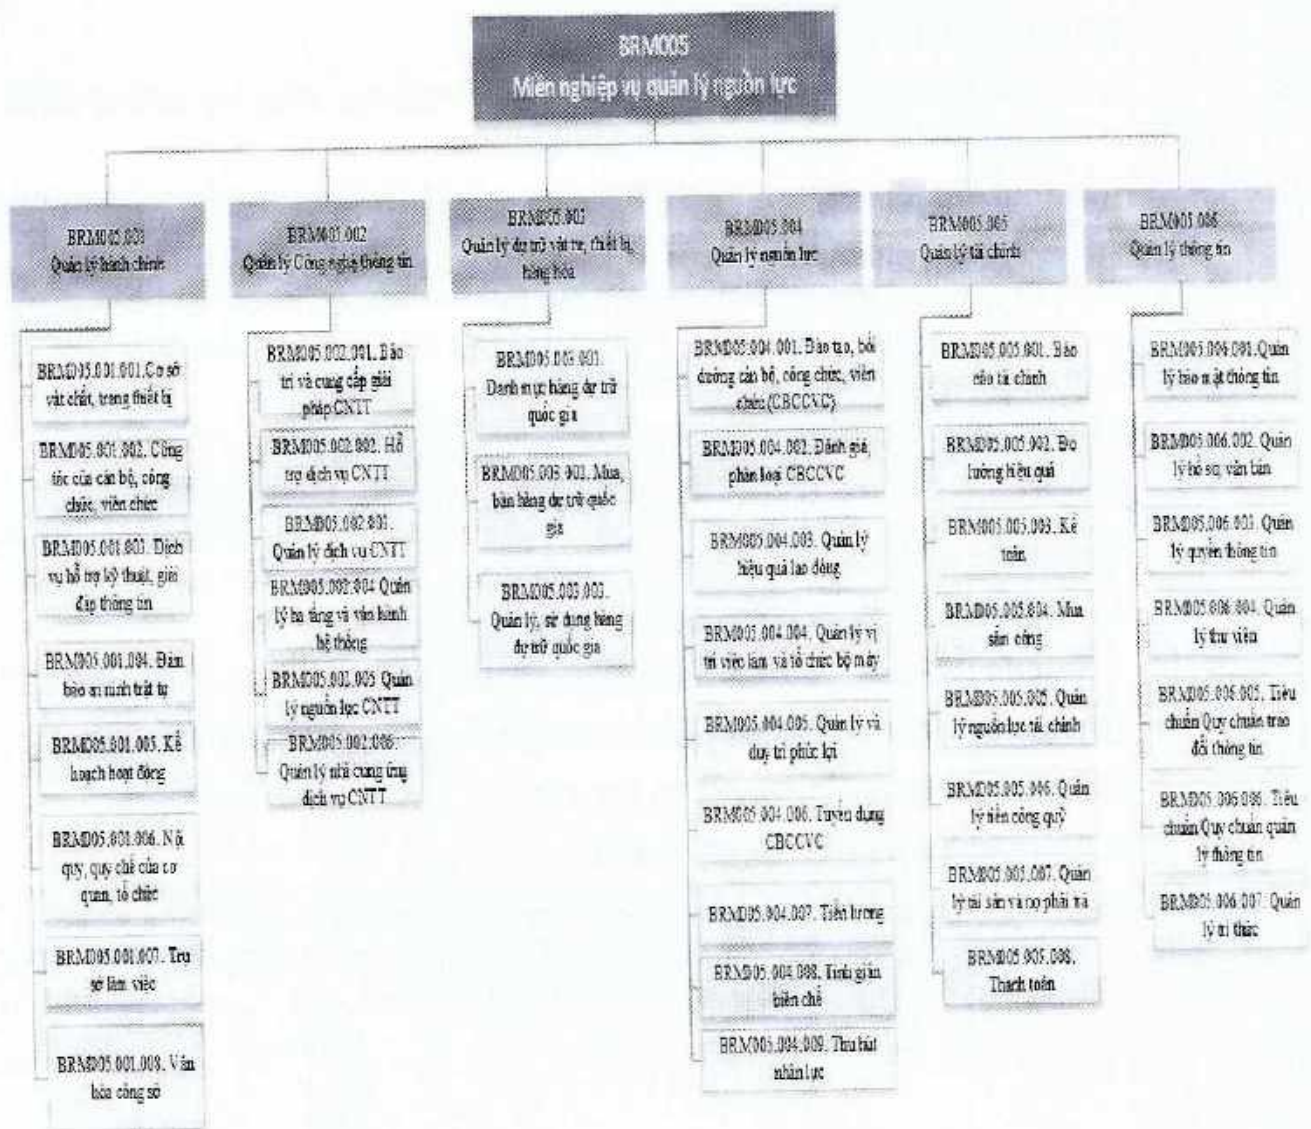 BRM005
Miền nghiệp vụ quản lý nguồn lực
BRM005.001
Quản lý hành chính
BRM005.001.001. Cơ sở
vật chất, trang thiết bị
BRM005.001.002. Công
tác của cán bộ, công
chức, viên chức
BRM005.001.003. Dịch
vụ hỗ trợ kỹ thuật, giải
đáp thông tin
BRM005.001.004. Đảm
bảo an ninh trật tự
BRM005.001.005. Kế
hoạch hoạt động
BRM005.001.006. Nội
quy, quy chế của cơ
quan, tổ chức
BRM005.001.007. Trụ
sở làm việc
BRM005.001.008. Văn
hóa công sở
BRM005.002
Quản lý Công nghệ thông tin
BRM005.002.001. Bảo
trì và cung cấp giải
pháp CNTT
BRM005.002.002. Hỗ
trợ dịch vụ CNTT
BRM005.002.003.
Quản lý dịch vụ CNTT
BRM005.002.004 Quản
lý hạ tầng và vận hành
hệ thống
BRM005.002.005 Quản
lý nguồn lực CNTT
BRM005.002.006.
Quản lý nhà cung ứng
dịch vụ CNTT
BRM005.003
Quản lý dự trữ vật tư, thiết bị,
hàng hóa
BRM005.003.001.
Danh mục hàng dự trữ
quốc gia
BRM005.003.002. Mua,
bán hàng dự trữ quốc
gia
BRM005.003.003.
Quản lý, sử dụng hàng
dự trữ quốc gia
BRM005.004
Quản lý nguồn lực
BRM005.004.001. Đào tạo, bồi
dưỡng cán bộ, công chức, viên
chức (CBCCVC)
BRM005.004.002. Đánh giá,
phân loại CBCCVC
BRM005.004.003. Quản lý
hiệu quả lao động
BRM005.004.004. Quản lý vị
trí việc làm và tổ chức bộ máy
BRM005.004.005. Quản lý và
duy trì phúc lợi
BRM005.004.006. Tuyển dụng
CBCCVC
BRM005.004.007. Tiền lương
BRM005.004.008. Tinh giản
biên chế
BRM005.004.009. Thu hút
nhân lực
BRM005.005
Quản lý tài chính
BRM005.005.001. Báo
cáo tài chính
BRM005.005.002. Đo
lường hiệu quả
BRM005.005.003. Kế
toán
BRM005.005.004. Mua
sắm công
BRM005.005.005. Quản
lý nguồn lực tài chính
BRM005.005.006. Quản
lý tiền công quỹ
BRM005.005.007. Quản
lý tài sản và nợ phải trả
BRM005.005.008.
Thanh toán
BRM005.006
Quản lý thông tin
BRM005.006.001. Quản
lý bảo mật thông tin
BRM005.006.002. Quản
lý hồ sơ, văn bản
BRM005.006.003. Quản
lý quyền thông tin
BRM005.006.004. Quản
lý thư viện
BRM005.006.005. Tiêu
chuẩn Quy chuẩn trao
đổi thông tin
BRM005.006.006. Tiêu
chuẩn Quy chuẩn quản
lý thông tin
BRM005.006.007. Quản
lý tri thức